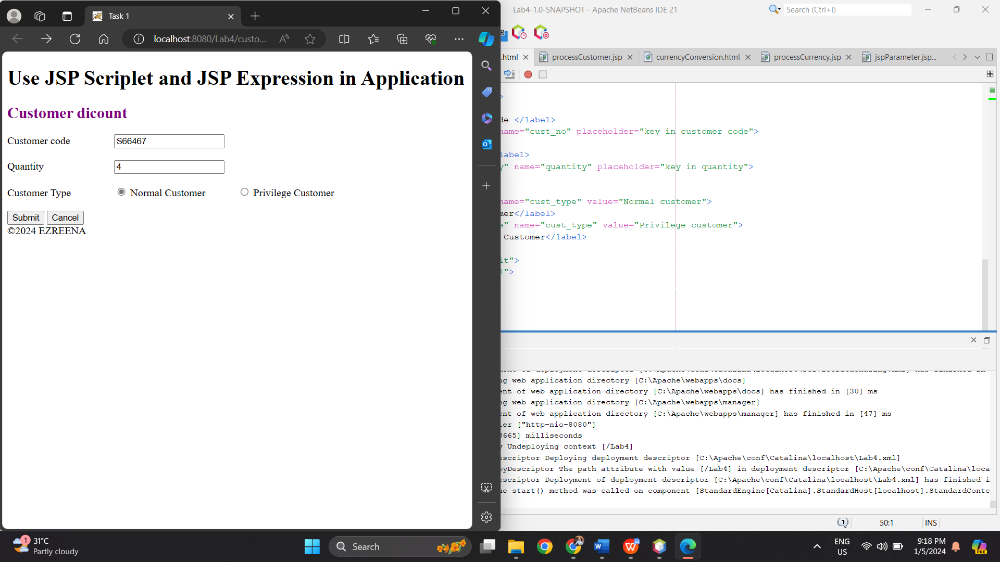 Task 1
localhost:8080/Lab4/custo...
Use JSP Scriplet and JSP Expression in Application
Customer dicount
Customer code
S66467
Quantity
4
Customer Type
Normal Customer
Privilege Customer
Submit
Cancel
©2024 EZREENA
Lab4-1.0-SNAPSHOT - Apache NetBeans IDE 21
Search (Ctrl+I)
.html
processCustomer.jsp
currencyConversion.html
processCurrency.jsp
jspParameter.jsp...
>
de </label>
name="cust_no" placeholder="key in customer code">
label>
y" name="quantity" placeholder="key in quantity">
name="cust_type" value="Normal customer">
mer</label>
e" name="cust_type" value="Privilege customer">
Customer</label>
it">
l">
ng web application directory [C:\Apache\webapps\docs]
ent of web application directory [C:\Apache\webapps\docs] has finished in [30] ms
ng web application directory [C:\Apache\webapps\manager]
ent of web application directory [C:\Apache\webapps\manager] has finished in [47] ms
ler ["http-nio-8080"]
3665] milliseconds
y Undeploying context [/Lab4]
escriptor Deploying deployment descriptor [C:\Apache\conf\Catalina\localhost\Lab4.xml]
oyDescriptor The path attribute with value [/Lab4] in deployment descriptor [C:\Apache\conf\Catalina\loca
escriptor Deployment of deployment descriptor [C:\Apache\conf\Catalina\localhost\Lab4.xml] has finished i
he start() method was called on component [StandardEngine[Catalina].StandardHost[localhost].StandardConte
1
50:1
INS
1
31°C
Partly cloudy
Search
ENG
US
9:18 PM
1/5/2024
PRE